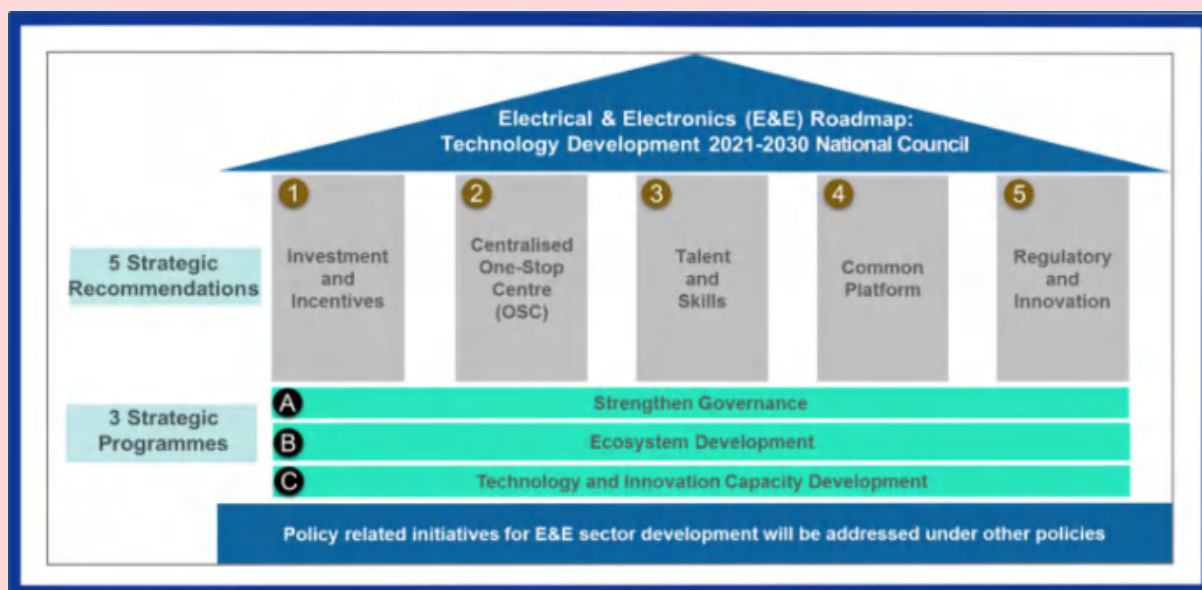 Electrical & Electronics (E&E) Roadmap:
Technology Development 2021-2030 National Council
5 Strategic
Recommendations
1
Investment
and
Incentives
2
Centralised
One-Stop
Centre
(OSC)
3
Talent
and
Skills
4
Common
Platform
5
Regulatory
and
Innovation
3 Strategic
Programmes
A
Strengthen Governance
B
Ecosystem Development
C
Technology and Innovation Capacity Development
Policy related initiatives for E&E sector development will be addressed under other policies